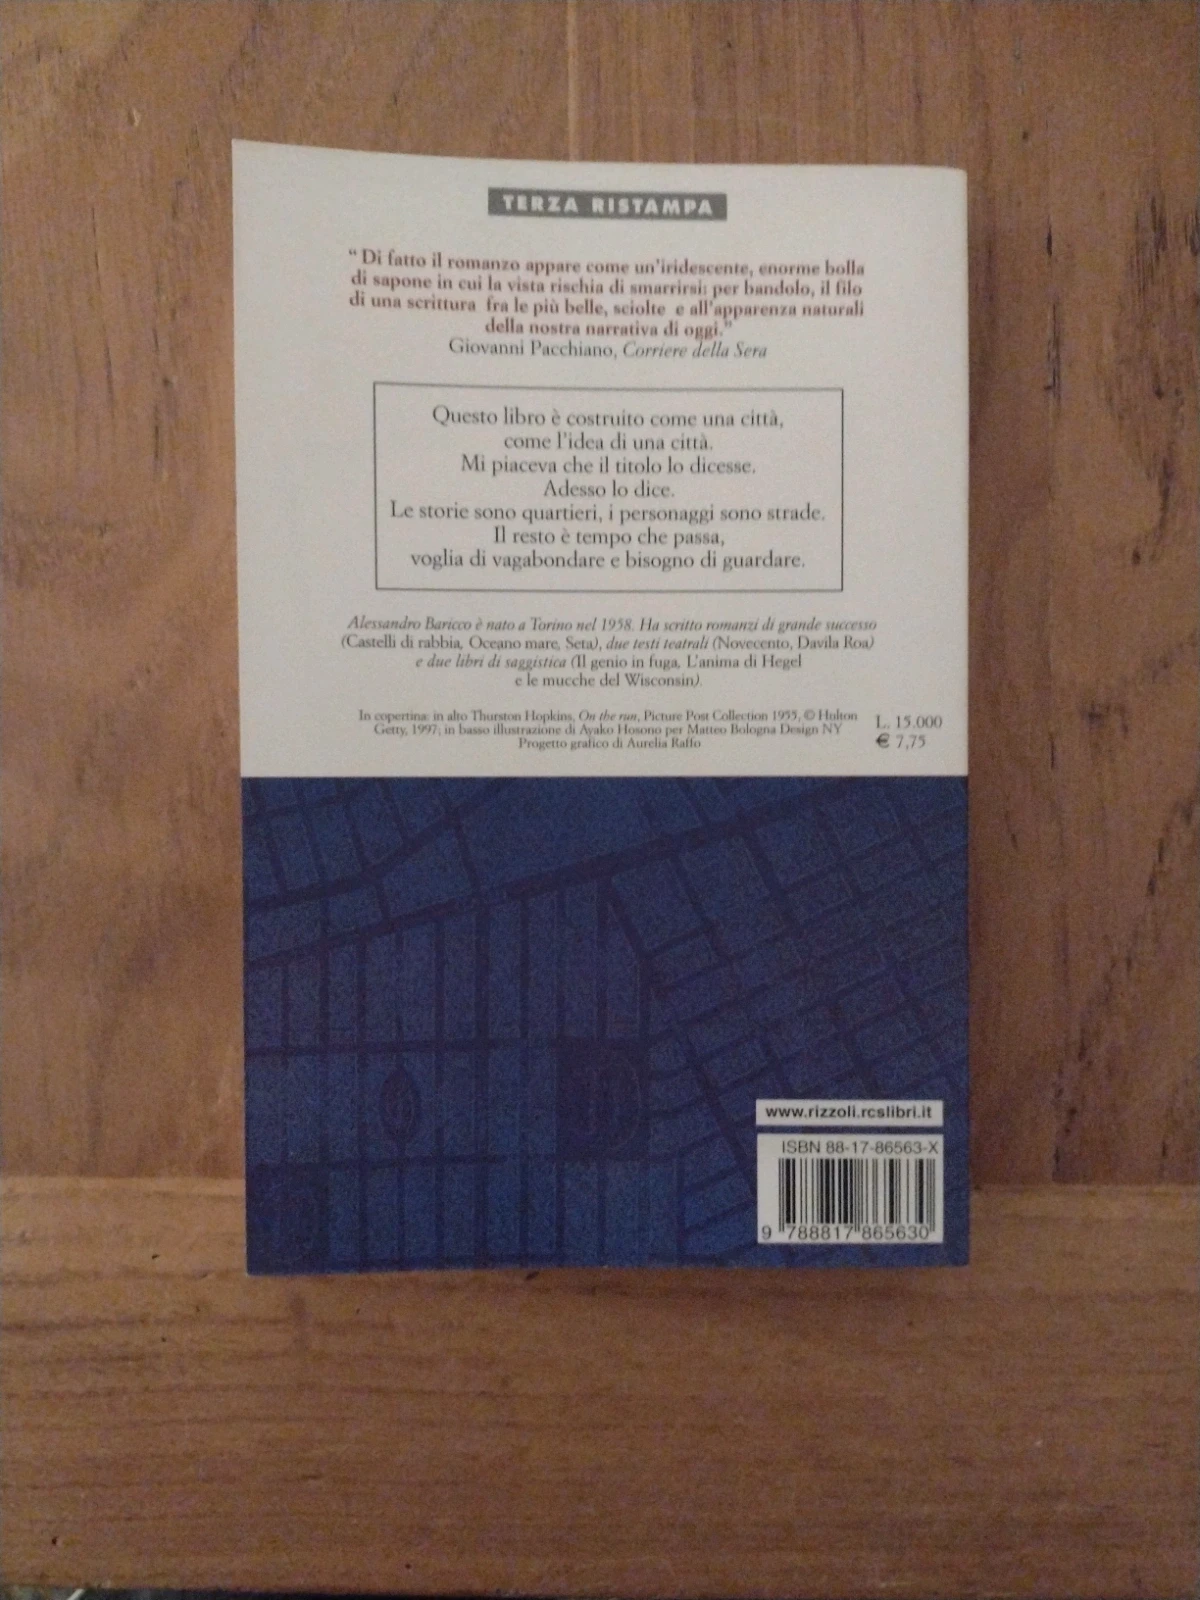 TERZA RISTAMPA
“ Di fatto il romanzo appare come un'iridescente, enorme bolla
di sapone in cui la vista rischia di smarrirsi; per bandolo, il filo
di una scrittura fra le più belle, sciolte e all'apparenza naturali
della nostra narrativa di oggi.”
Giovanni Pacchiano, Corriere della Sera
Questo libro è costruito come una città,
come l'idea di una città.
Mi piaceva che il titolo lo dicesse.
Adesso lo dice.
Le storie sono quartieri, i personaggi sono strade.
Il resto è tempo che passa,
voglia di vagabondare e bisogno di guardare.
Alessandro Baricco è nato a Torino nel 1958. Ha scritto romanzi di grande successo
(Castelli di rabbia, Oceano mare, Seta), due testi teatrali (Novecento, Davila Roa)
e due libri di saggistica (Il genio in fuga, L'anima di Hegel
e le mucche del Wisconsin).
In copertina: in alto Thurston Hopkins, On the run, Picture Post Collection 1955, © Hulton
Getty, 1997; in basso illustrazione di Ayako Hosono per Matteo Bologna Design NY
Progetto grafico di Aurelia Raffo
L. 15.000
€ 7,75
www.rizzoli.rcslibri.it
ISBN 88-17-86563-X
9 788817 865630